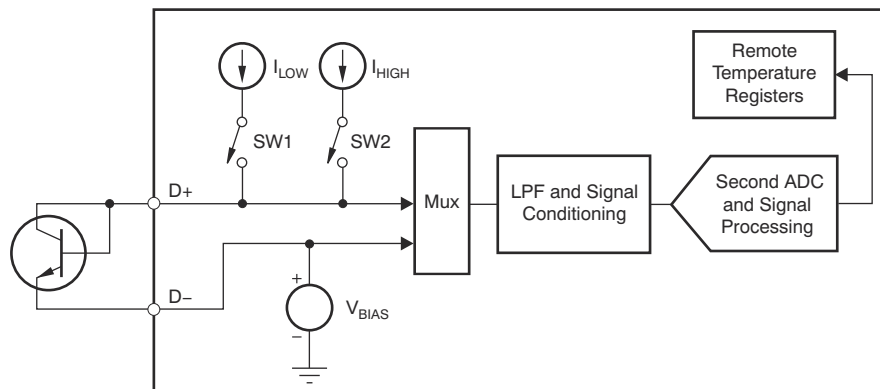 I_LOW
I_HIGH
Remote
Temperature
Registers
SW1
SW2
D+
Mux
LPF and Signal
Conditioning
Second ADC
and Signal
Processing
D−
+
V_BIAS
−